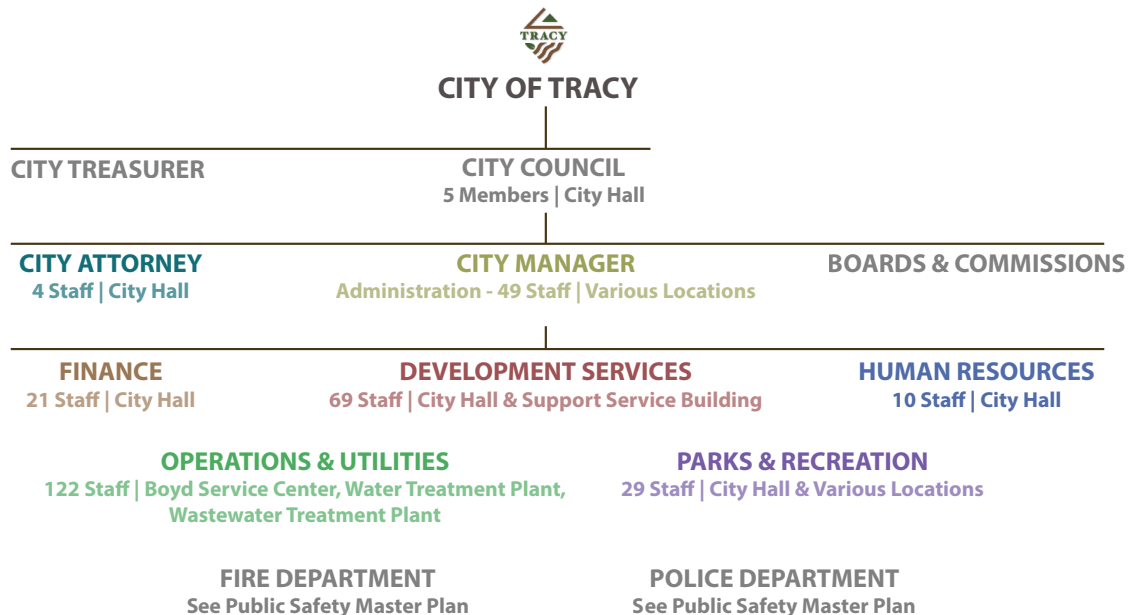 TRACY
CITY OF TRACY
CITY TREASURER
CITY COUNCIL
5 Members | City Hall
CITY ATTORNEY
4 Staff | City Hall
CITY MANAGER
Administration - 49 Staff | Various Locations
BOARDS & COMMISSIONS
FINANCE
21 Staff | City Hall
DEVELOPMENT SERVICES
69 Staff | City Hall & Support Service Building
HUMAN RESOURCES
10 Staff | City Hall
OPERATIONS & UTILITIES
122 Staff | Boyd Service Center, Water Treatment Plant,
Wastewater Treatment Plant
PARKS & RECREATION
29 Staff | City Hall & Various Locations
FIRE DEPARTMENT
See Public Safety Master Plan
POLICE DEPARTMENT
See Public Safety Master Plan